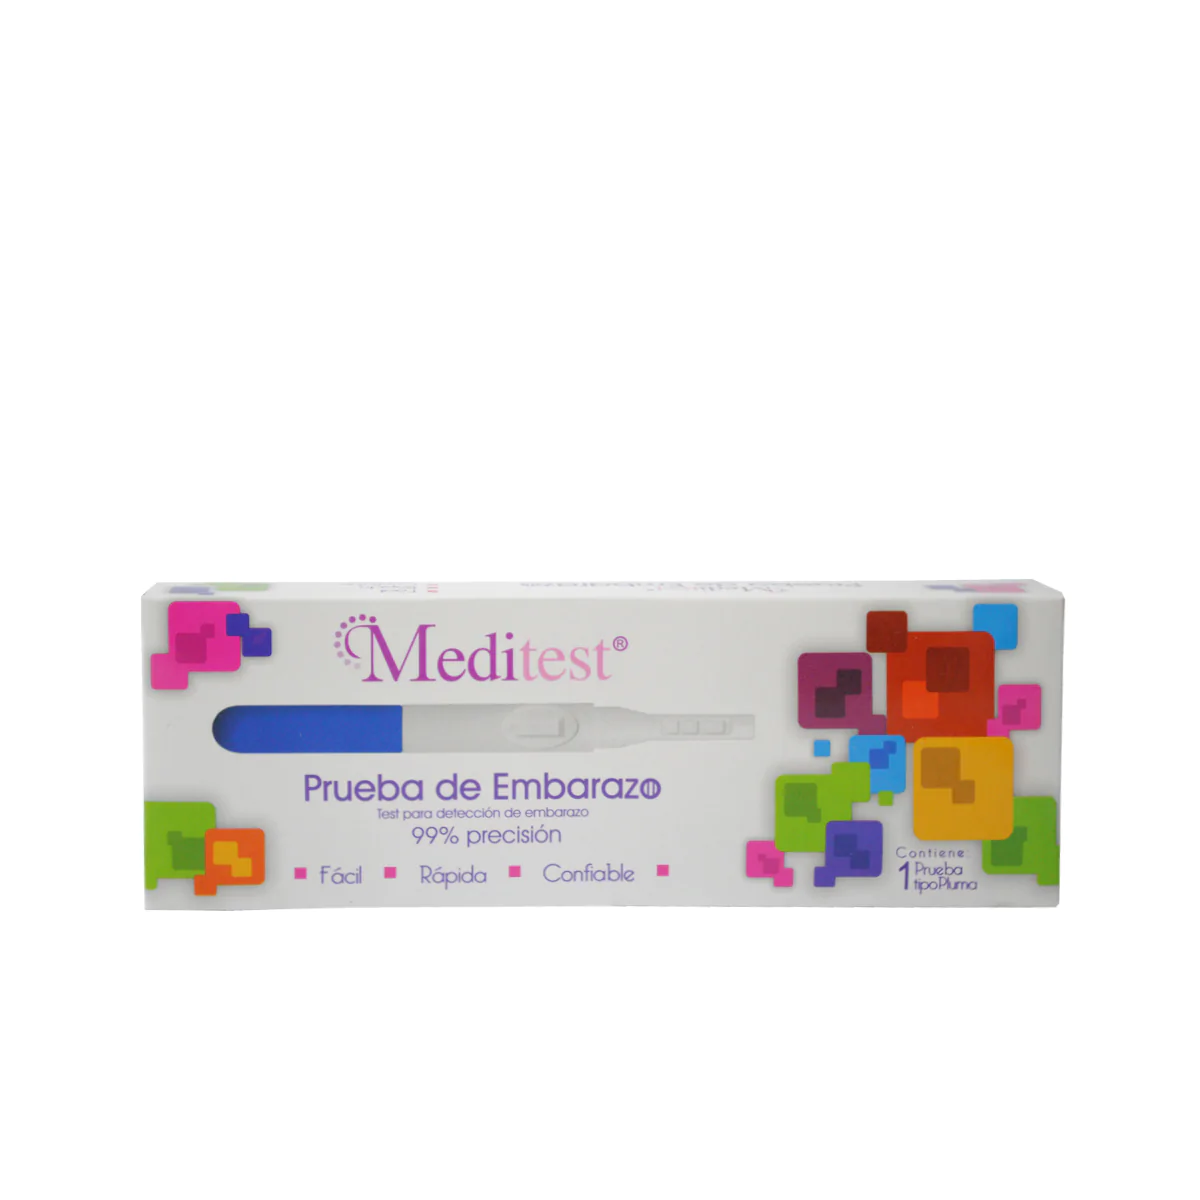 Meditest®
Prueba de Embarazo
Test para detección de embarazo
99% precisión
Fácil Rápida Confiable
Contiene:
1 Prueba
tipo Pluma